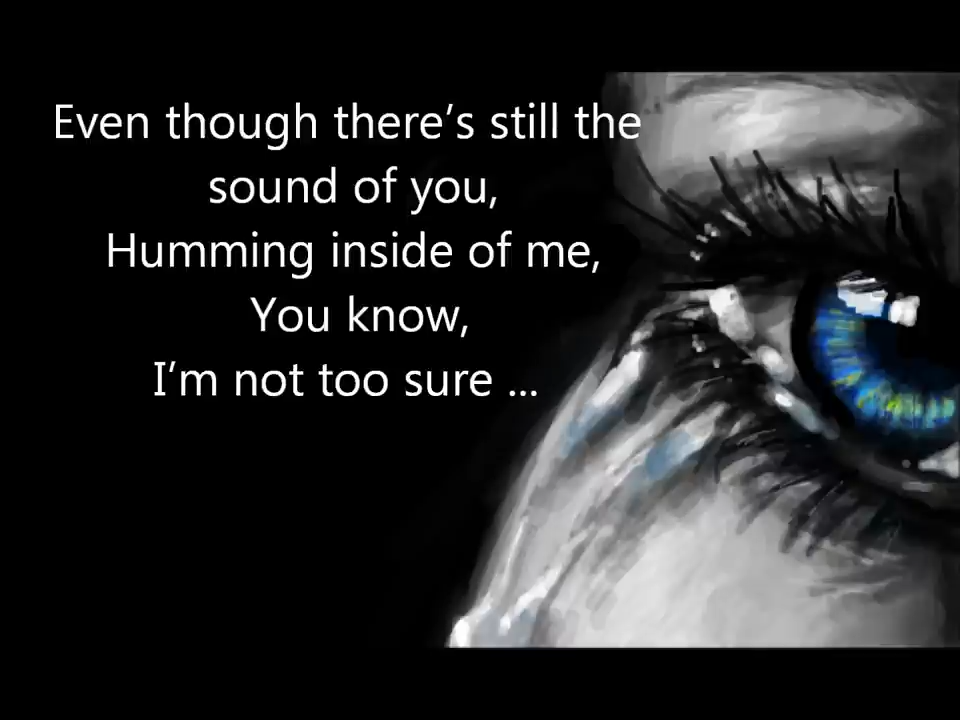 Even though there’s still the
sound of you,
Humming inside of me,
You know,
I’m not too sure ...